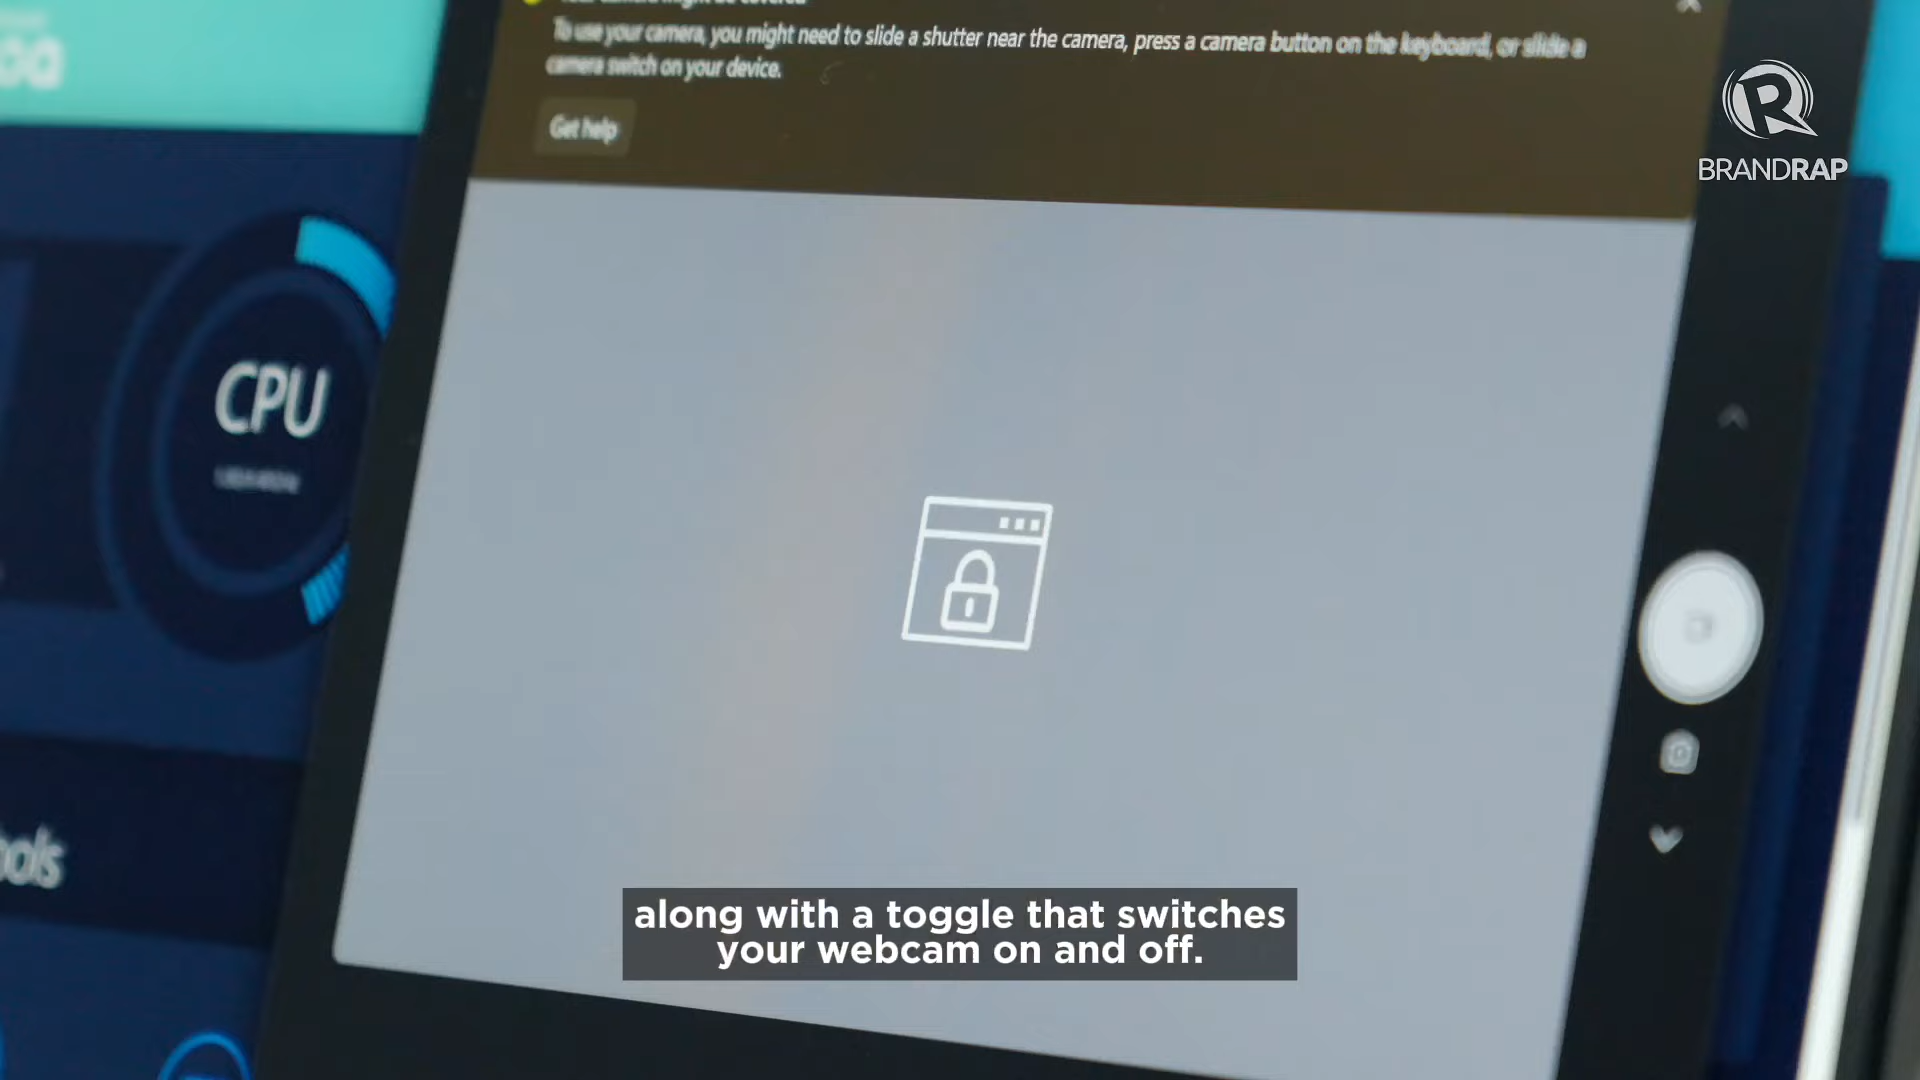 To use your camera, you might need to slide a shutter near the camera, press a camera button on the keyboard, or slide a
camera switch on your device.
Get help
BRANDRAP
CPU
along with a toggle that switches
your webcam on and off.